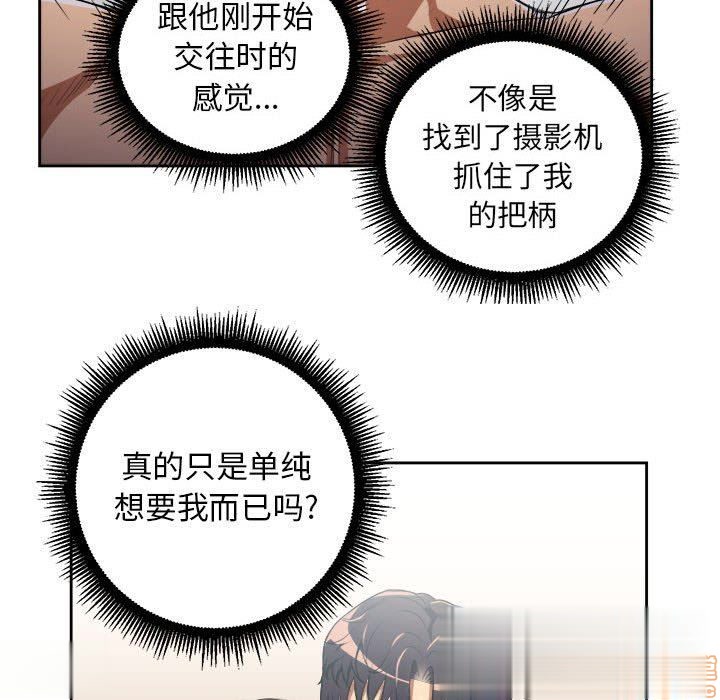 跟他刚开始
交往时的
感觉...
不像是
找到了摄影机
抓住了我
的把柄
真的只是单纯
想要我而已吗?